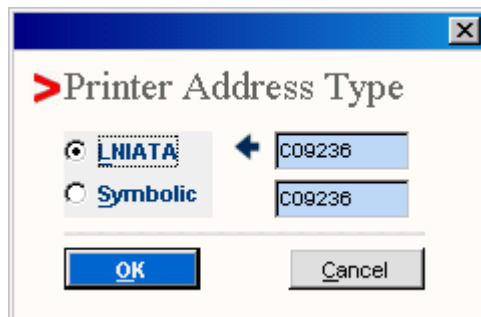 >Printer Address Type
LNIATA C09236
Symbolic C09236
OK Cancel